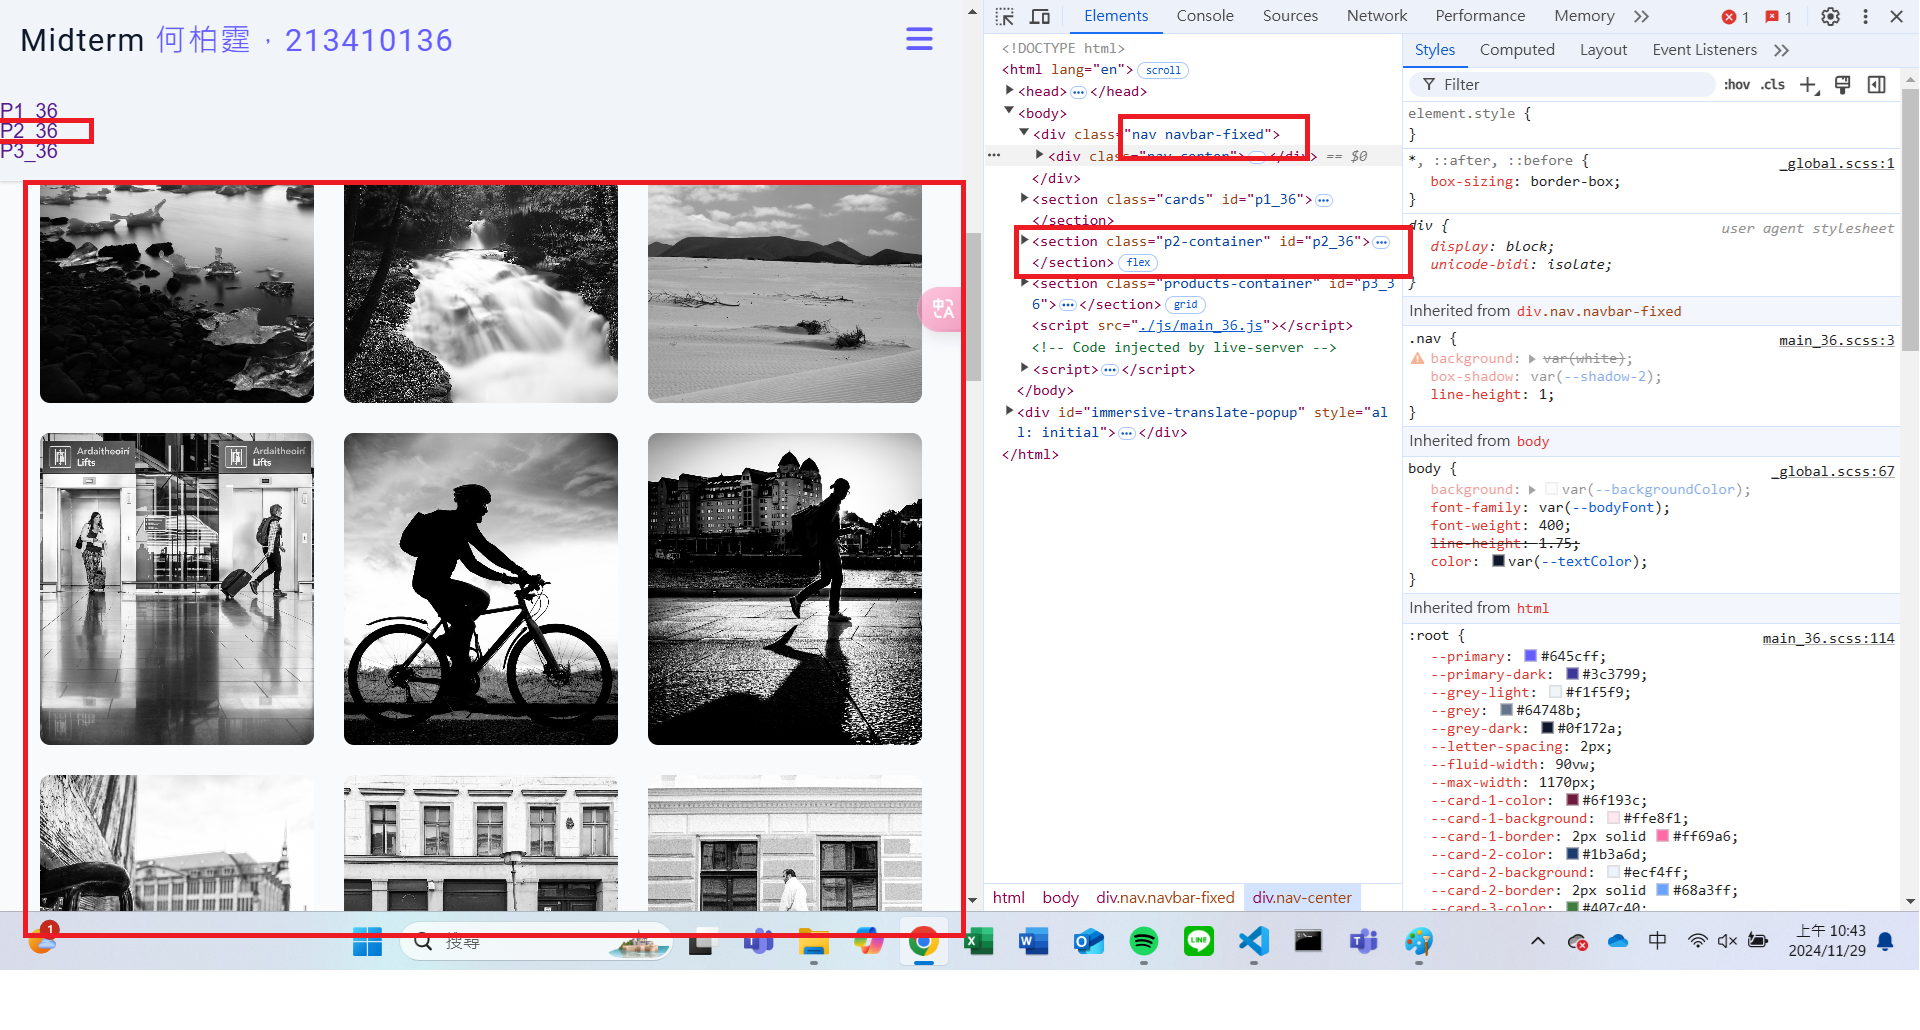 Midterm 何柏霆，213410136
P1_36
P2_36
P3_36
Ardaitheoirí
Lifts
Ardaitheoirí
Lifts
中A
Elements Console Sources Network Performance Memory 1 1
<!DOCTYPE html>
<html lang="en"> scroll
<head> ⋯ </head>
<body>
<div class="nav navbar-fixed">
⋯ <div class="nav-center"> ⋯ </div> == $0
</div>
<section class="cards" id="p1_36"> ⋯
</section>
<section class="p2-container" id="p2_36"> ⋯
</section> flex
<section class="products-container" id="p3_3
6"> ⋯ </section> grid
<script src="./js/main_36.js"></script>
<!-- Code injected by live-server -->
<script> ⋯ </script>
</body>
<div id="immersive-translate-popup" style="al
l: initial"> ⋯ </div>
</html>
html body div.nav.navbar-fixed div.nav-center
Styles Computed Layout Event Listeners
Filter :hov .cls
element.style {
}
*, ::after, ::before { _global.scss:1
box-sizing: border-box;
}
div { user agent stylesheet
display: block;
unicode-bidi: isolate;
}
Inherited from div.nav.navbar-fixed
.nav { main_36.scss:3
background: var(white);
box-shadow: var(--shadow-2);
line-height: 1;
}
Inherited from body
body { _global.scss:67
background: var(--backgroundColor);
font-family: var(--bodyFont);
font-weight: 400;
line-height: 1.75;
color: var(--textColor);
}
Inherited from html
:root { main_36.scss:114
--primary: #645cff;
--primary-dark: #3c3799;
--grey-light: #f1f5f9;
--grey: #64748b;
--grey-dark: #0f172a;
--letter-spacing: 2px;
--fluid-width: 90vw;
--max-width: 1170px;
--card-1-color: #6f193c;
--card-1-background: #ffe8f1;
--card-1-border: 2px solid #ff69a6;
--card-2-color: #1b3a6d;
--card-2-background: #ecf4ff;
--card-2-border: 2px solid #68a3ff;
--card-3-color: #407c40;
1 搜尋 LINE 中 上午 10:43
2024/11/29